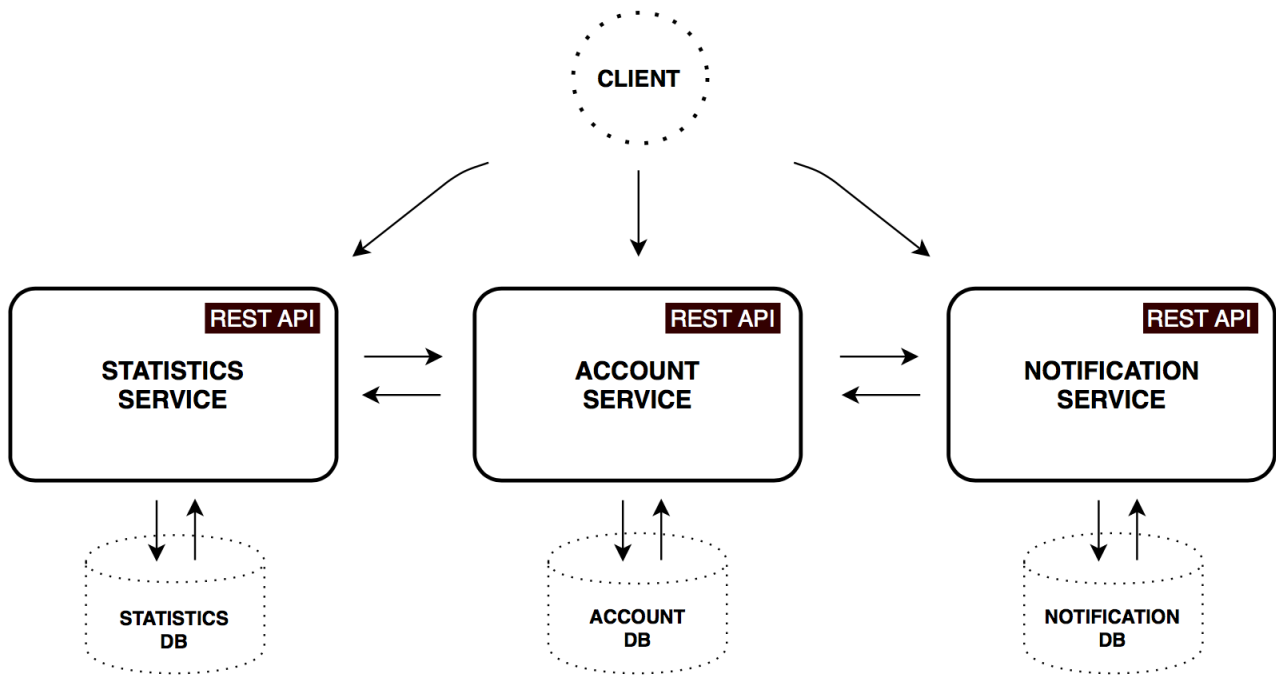 CLIENT
REST API
STATISTICS
SERVICE
REST API
ACCOUNT
SERVICE
REST API
NOTIFICATION
SERVICE
STATISTICS
DB
ACCOUNT
DB
NOTIFICATION
DB